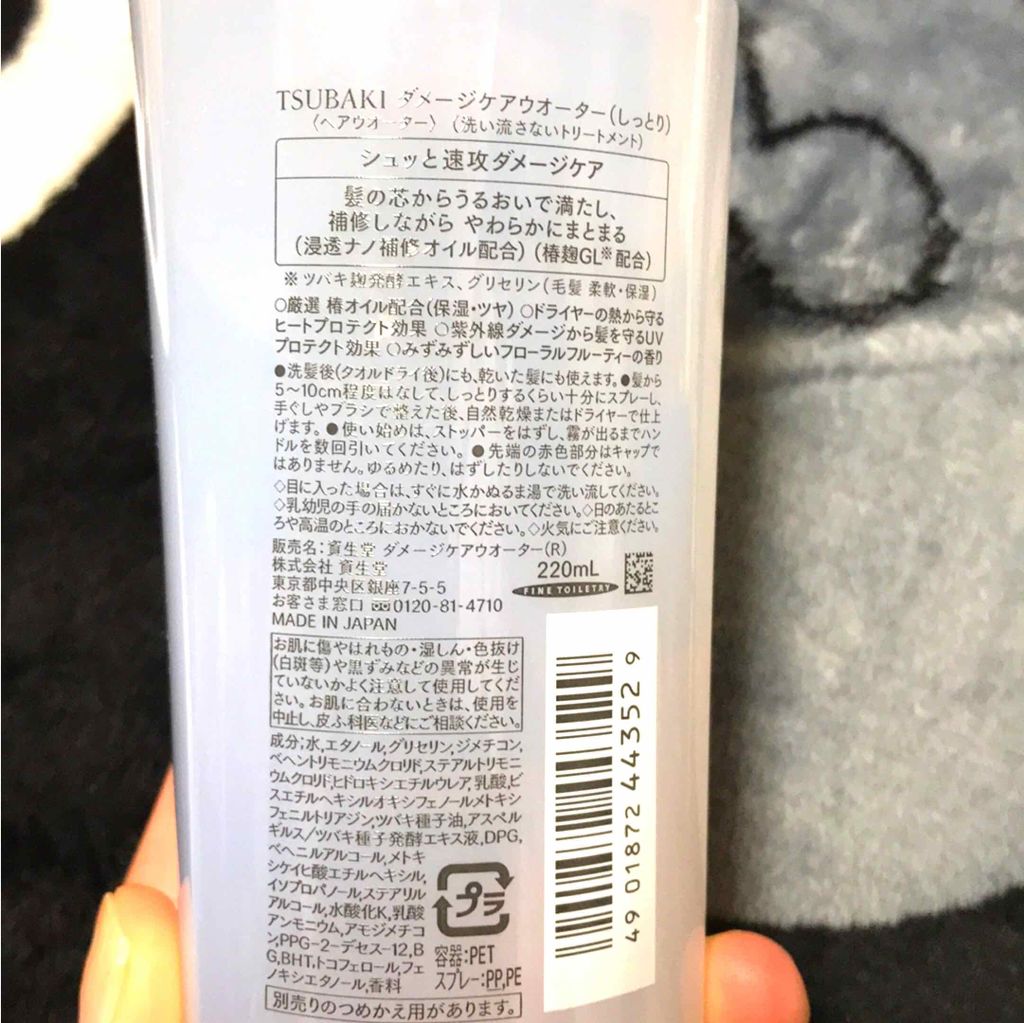 TSUBAKI ダメージケアウオーター(しっとり)
〈ヘアウオーター〉 (洗い流さないトリートメント)
シュッと速攻ダメージケア
髪の芯からうるおいで満たし、
補修しながら やわらかにまとまる
(浸透ナノ補修オイル配合) (椿麹GL※配合)
※ ツバキ麹発酵エキス、グリセリン(毛髪 柔軟・保湿)
○厳選 椿オイル配合(保湿・ツヤ) ○ドライヤーの熱から守る
ヒートプロテクト効果 ○紫外線ダメージから髪を守るUV
プロテクト効果 ○みずみずしいフローラルフルーティーの香り
●洗髪後(タオルドライ後)にも、乾いた髪にも使えます。●髪から
5〜10cm程度はなして、しっとりするくらい十分にスプレーし、
手ぐしやブラシで整えた後、自然乾燥またはドライヤーで仕上
げます。●使い始めは、ストッパーをはずし、霧が出るまでハン
ドルを数回引いてください。●先端の赤色部分はキャップで
はありません。ゆるめたり、はずしたりしないでください。
◇目に入った場合は、すぐに水かぬるま湯で洗い流してください。
◇乳幼児の手の届かないところにおいてください。◇日のあたるとこ
ろや高温のところにおかないでください。◇火気にご注意ください。
販売名:資生堂 ダメージケアウオーター(R)
株式会社 資生堂
東京都中央区銀座7-5-5
お客さま窓口 0120-81-4710
MADE IN JAPAN
220mL
FINE TOILETRY
お肌に傷やはれもの・湿しん・色抜け
(白斑等)や黒ずみなどの異常が生じ
ていないかよく注意して使用してくだ
さい。お肌に合わないときは、使用を
中止し、皮ふ科医などにご相談ください。
成分;水,エタノール,グリセリン,ジメチコン,
ベヘントリモニウムクロリド,ステアルトリモニ
ウムクロリド,ヒドロキシエチルウレア,乳酸,ビ
スエチルヘキシルオキシフェノールメトキシ
フェニルトリアジン,ツバキ種子油,アスペル
ギルス/ツバキ種子発酵エキス液,DPG,
ベヘニルアルコール,メトキ
シケイヒ酸エチルヘキシル,
イソプロパノール,ステアリル
アルコール,水酸化K,乳酸
アンモニウム,アモジメチコ
ン,PPG-2-デセス-12,B
G,BHT,トコフェロール,フェ
ノキシエタノール,香料
プラ
容器:PET
スプレー:PP,PE
別売りのつめかえ用があります。
4 901872 443529